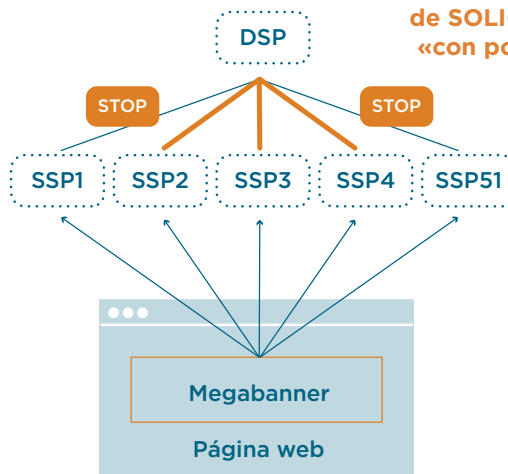 de SOLI
«con po
DSP
STOP
STOP
SSP1
SSP2
SSP3
SSP4
SSP51
Megabanner
Página web